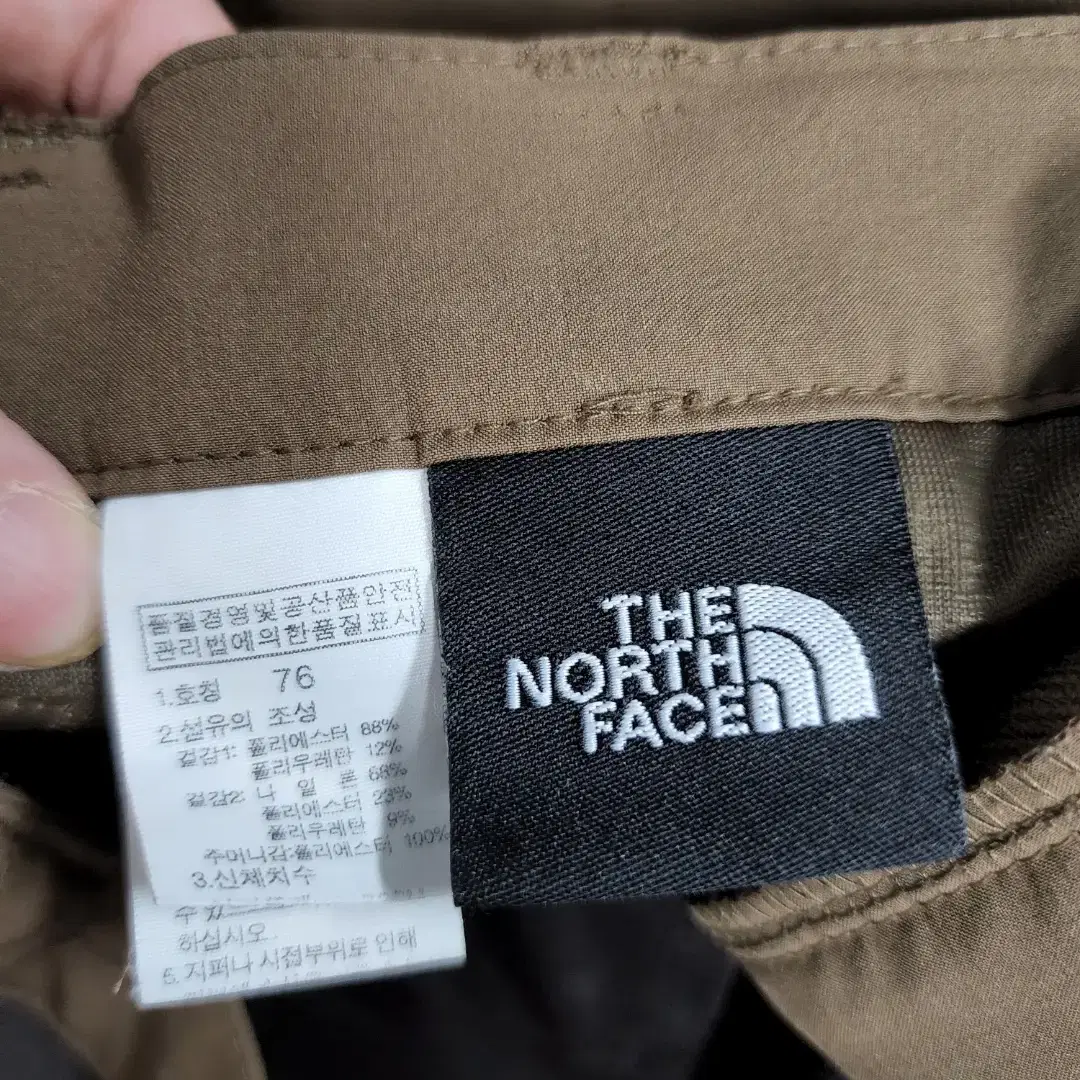 품질경영및공산품안전
관리법에의한품질표시
1.호칭 76
2.섬유의 조성
겉감1: 폴리에스터 88%
폴리우레탄 12%
겉감2: 나 일 론 68%
폴리에스터 23%
폴리우레탄 9%
주머니감:폴리에스터 100%
3.신체치수
수 있
하십시오.
5. 지퍼나 시접부위로 인해
THE
NORTH
FACE